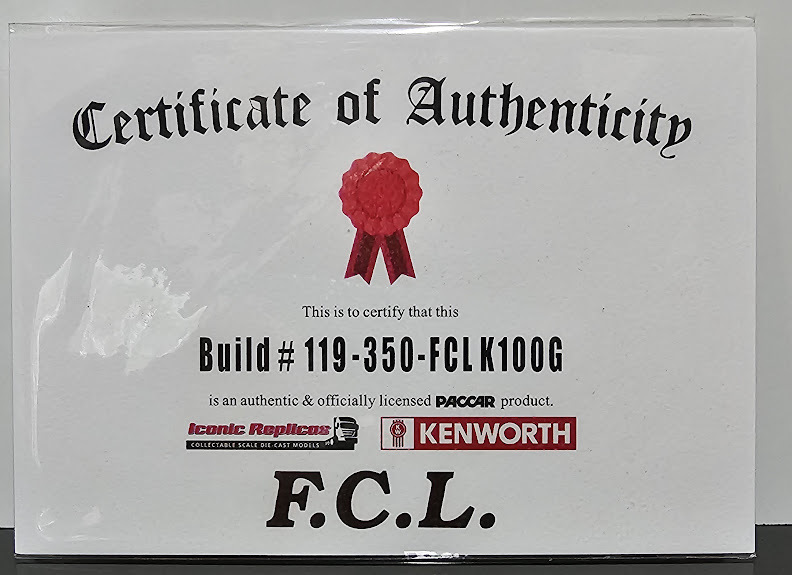 Certificate of Authenticity
This is to certify that this
Build # 119-350-FCL K100G
is an authentic & officially licensed PACCAR product.
Iconic Replicas
COLLECTABLE SCALE DIE-CAST MODELS
KENWORTH
F.C.L.